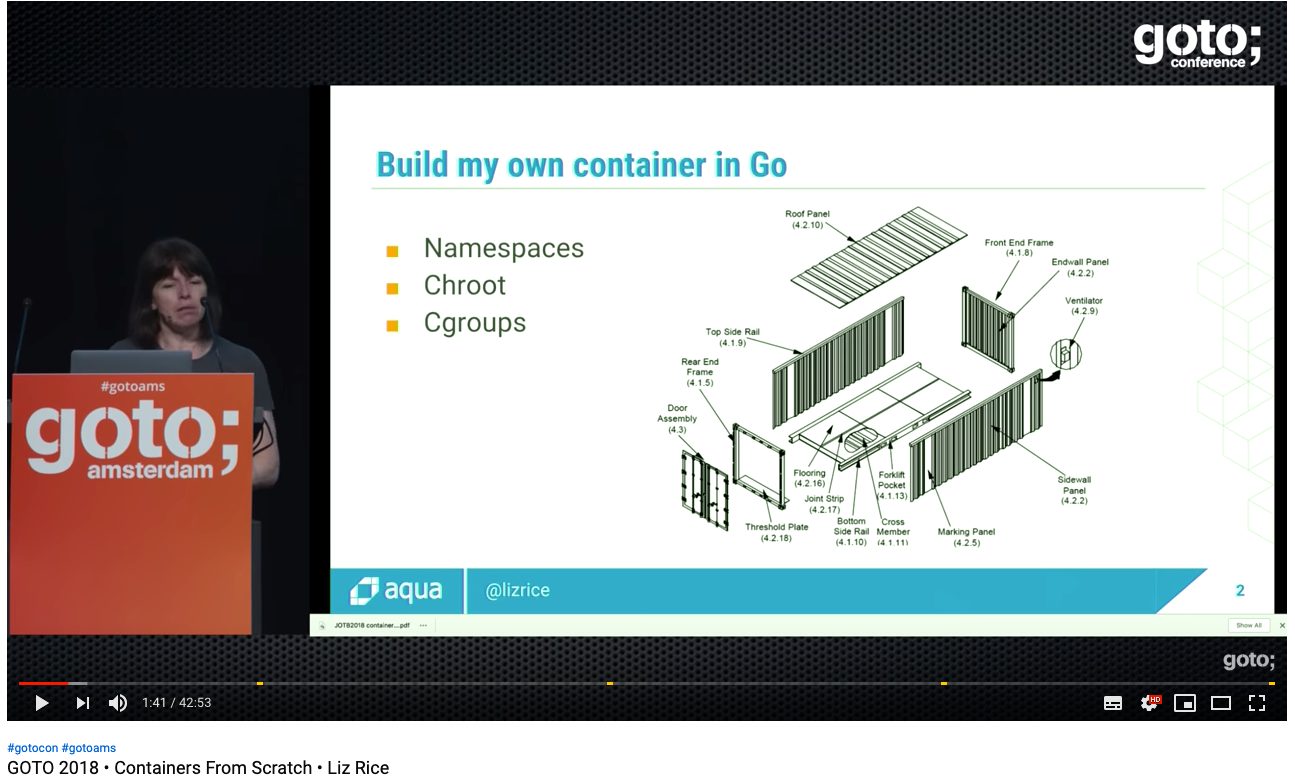 goto;
conference
Build my own container in Go
Namespaces
Chroot
Cgroups
Roof Panel
(4.2.10)
Front End Frame
(4.1.8)
Endwall Panel
(4.2.2)
Ventilator
(4.2.9)
Top Side Rail
(4.1.9)
Rear End
Frame
(4.1.5)
Door
Assembly
(4.3)
Flooring
(4.2.16)
Joint Strip
(4.2.17)
Forklift
Pocket
(4.1.13)
Sidewall
Panel
(4.2.2)
Threshold Plate
(4.2.18)
Bottom
Side Rail
(4.1.10)
Cross
Member
(4.1.11)
Marking Panel
(4.2.5)
#gotoams
goto;
amsterdam
aqua
@lizrice
2
JOTB2018 container....pdf
Show All
goto;
1:41 / 42:53
HD
#gotocon #gotoams
GOTO 2018 • Containers From Scratch • Liz Rice